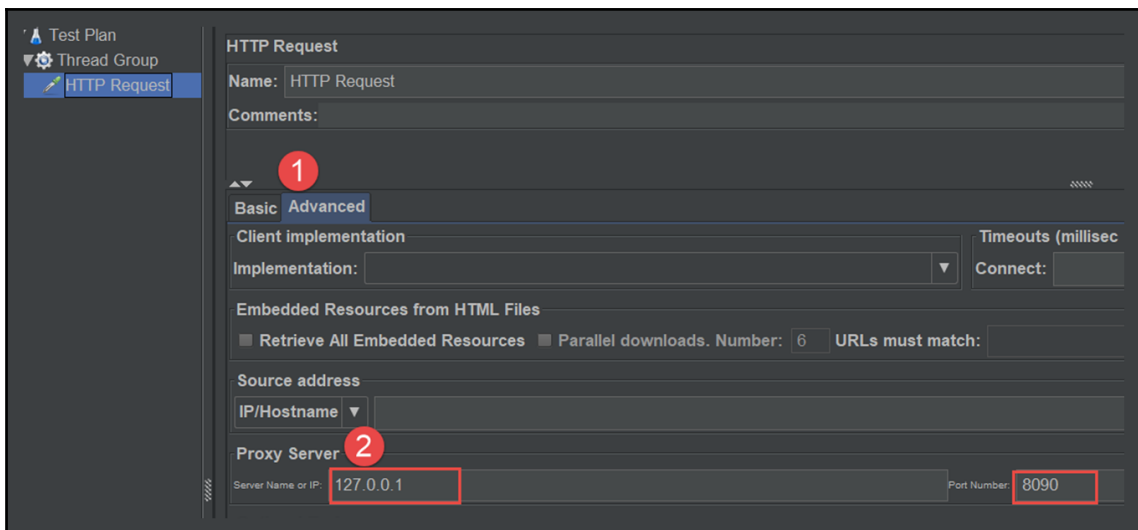 Test Plan
Thread Group
HTTP Request
HTTP Request
Name: HTTP Request
Comments:
1
Basic Advanced
Client implementation Timeouts (millisec
Implementation: Connect:
Embedded Resources from HTML Files
Retrieve All Embedded Resources Parallel downloads. Number: 6 URLs must match:
Source address
IP/Hostname
2
Proxy Server
Server Name or IP: 127.0.0.1 Port Number: 8090